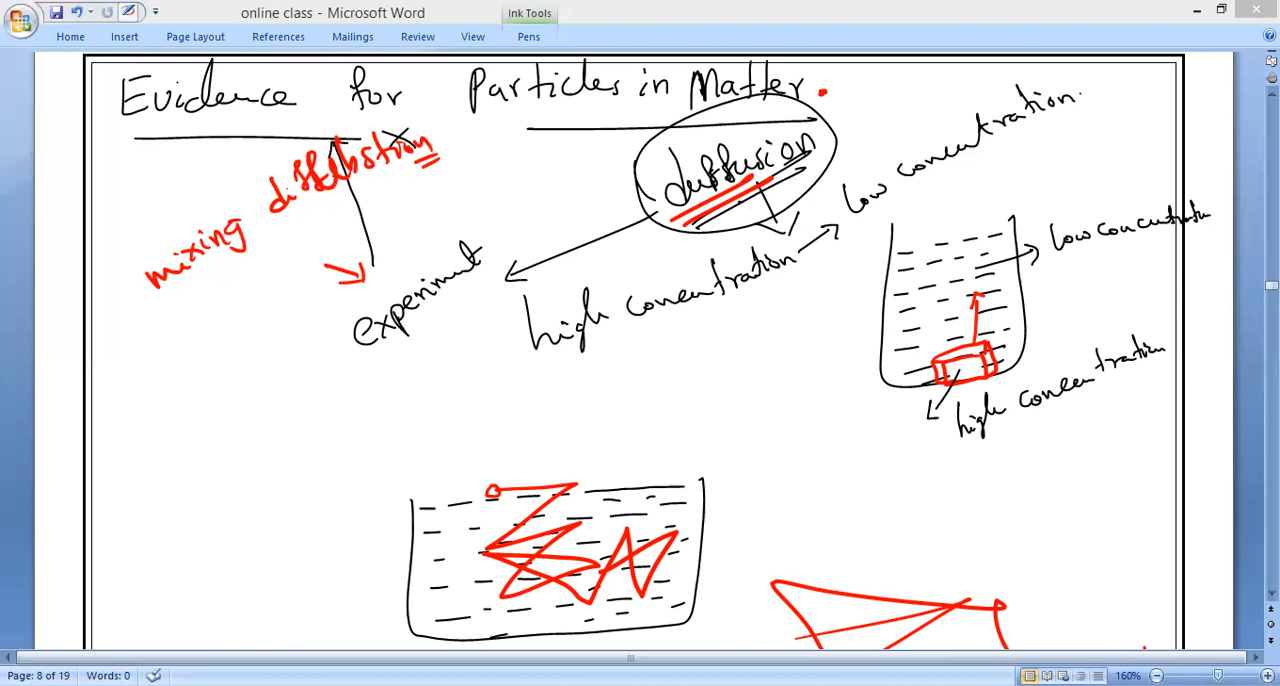 online class - Microsoft Word
Ink Tools
Home Insert Page Layout References Mailings Review View Pens
Evidence for Particles in Matter.
mixing
diffusion
low concentration.
experiment
high concentration
low concentration
high concentration
Page: 8 of 19 Words: 0 160%